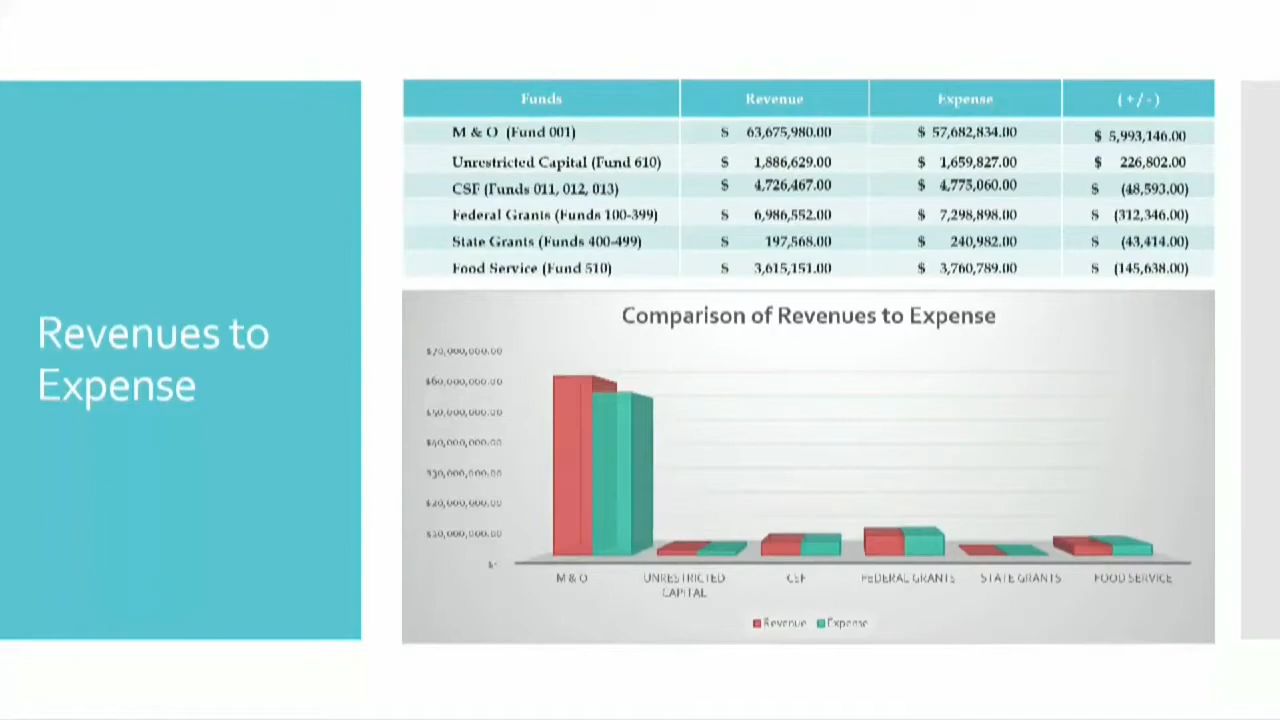 Revenues to
Expense
Funds Revenue Expense (+/-)
M & O (Fund 001) $ 63,675,980.00 $ 57,682,834.00 $ 5,993,146.00
Unrestricted Capital (Fund 610) $ 1,886,629.00 $ 1,659,827.00 $ 226,802.00
CSF (Funds 011, 012, 013) $ 4,726,467.00 $ 4,775,060.00 $ (48,593.00)
Federal Grants (Funds 100-399) $ 6,986,552.00 $ 7,298,898.00 $ (312,346.00)
State Grants (Funds 400-499) $ 197,568.00 $ 240,982.00 $ (43,414.00)
Food Service (Fund 510) $ 3,615,151.00 $ 3,760,789.00 $ (145,638.00)
Comparison of Revenues to Expense
$70,000,000.00
$60,000,000.00
$50,000,000.00
$40,000,000.00
$30,000,000.00
$20,000,000.00
$10,000,000.00
$-
M & O UNRESTRICTED CSF FEDERAL GRANTS STATE GRANTS FOOD SERVICE
CAPITAL
Revenue Expense